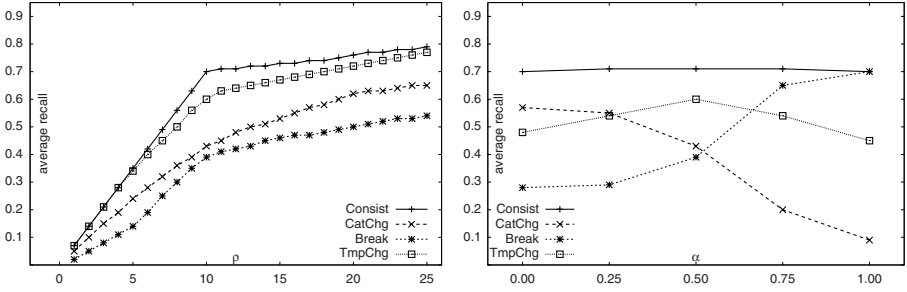 0.9
0.8
0.7
0.6
0.5
0.4
0.3
0.2
0.1
average recall
Consist
CatChg
Break
TmpChg
0 5 10 15 20 25
ρ
0.9
0.8
0.7
0.6
0.5
0.4
0.3
0.2
0.1
average recall
Consist
CatChg
Break
TmpChg
0.00 0.25 0.50 0.75 1.00
α